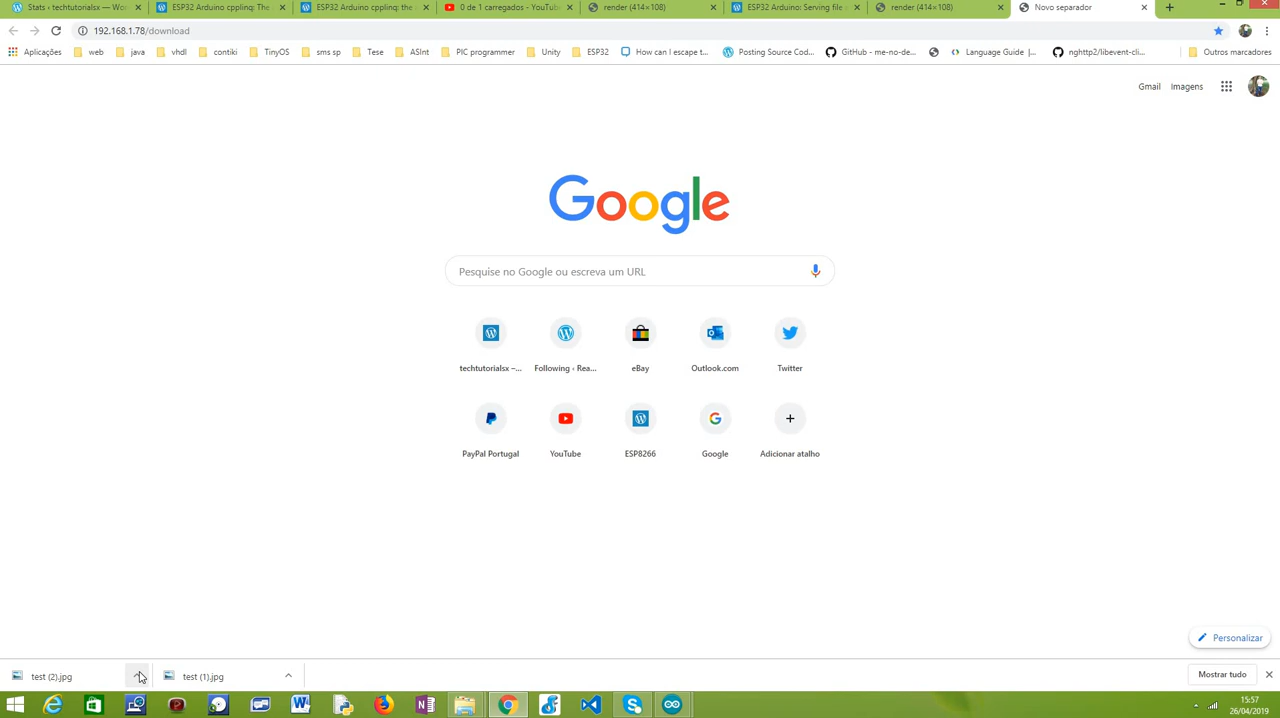 Stats ‹ techtutorialsx — Wo
ESP32 Arduino cppling: The
ESP32 Arduino cppling: the
0 de 1 carregados - YouTub
render (414×108)
ESP32 Arduino: Serving file
render (414×108)
Novo separador
192.168.1.78/download
Aplicações
web
java
vhdl
contiki
TinyOS
sms sp
Tese
ASInt
PIC programmer
Unity
ESP32
How can I escape t...
Posting Source Cod...
GitHub - me-no-de...
Language Guide |...
nghttp2/libevent-cli...
Outros marcadores
Gmail
Imagens
Google
Pesquise no Google ou escreva um URL
techtutorialsx –...
Following ‹ Rea...
eBay
Outlook.com
Twitter
PayPal Portugal
YouTube
ESP8266
Google
Adicionar atalho
Personalizar
test (2).jpg
test (1).jpg
Mostrar tudo
15:57
26/04/2019